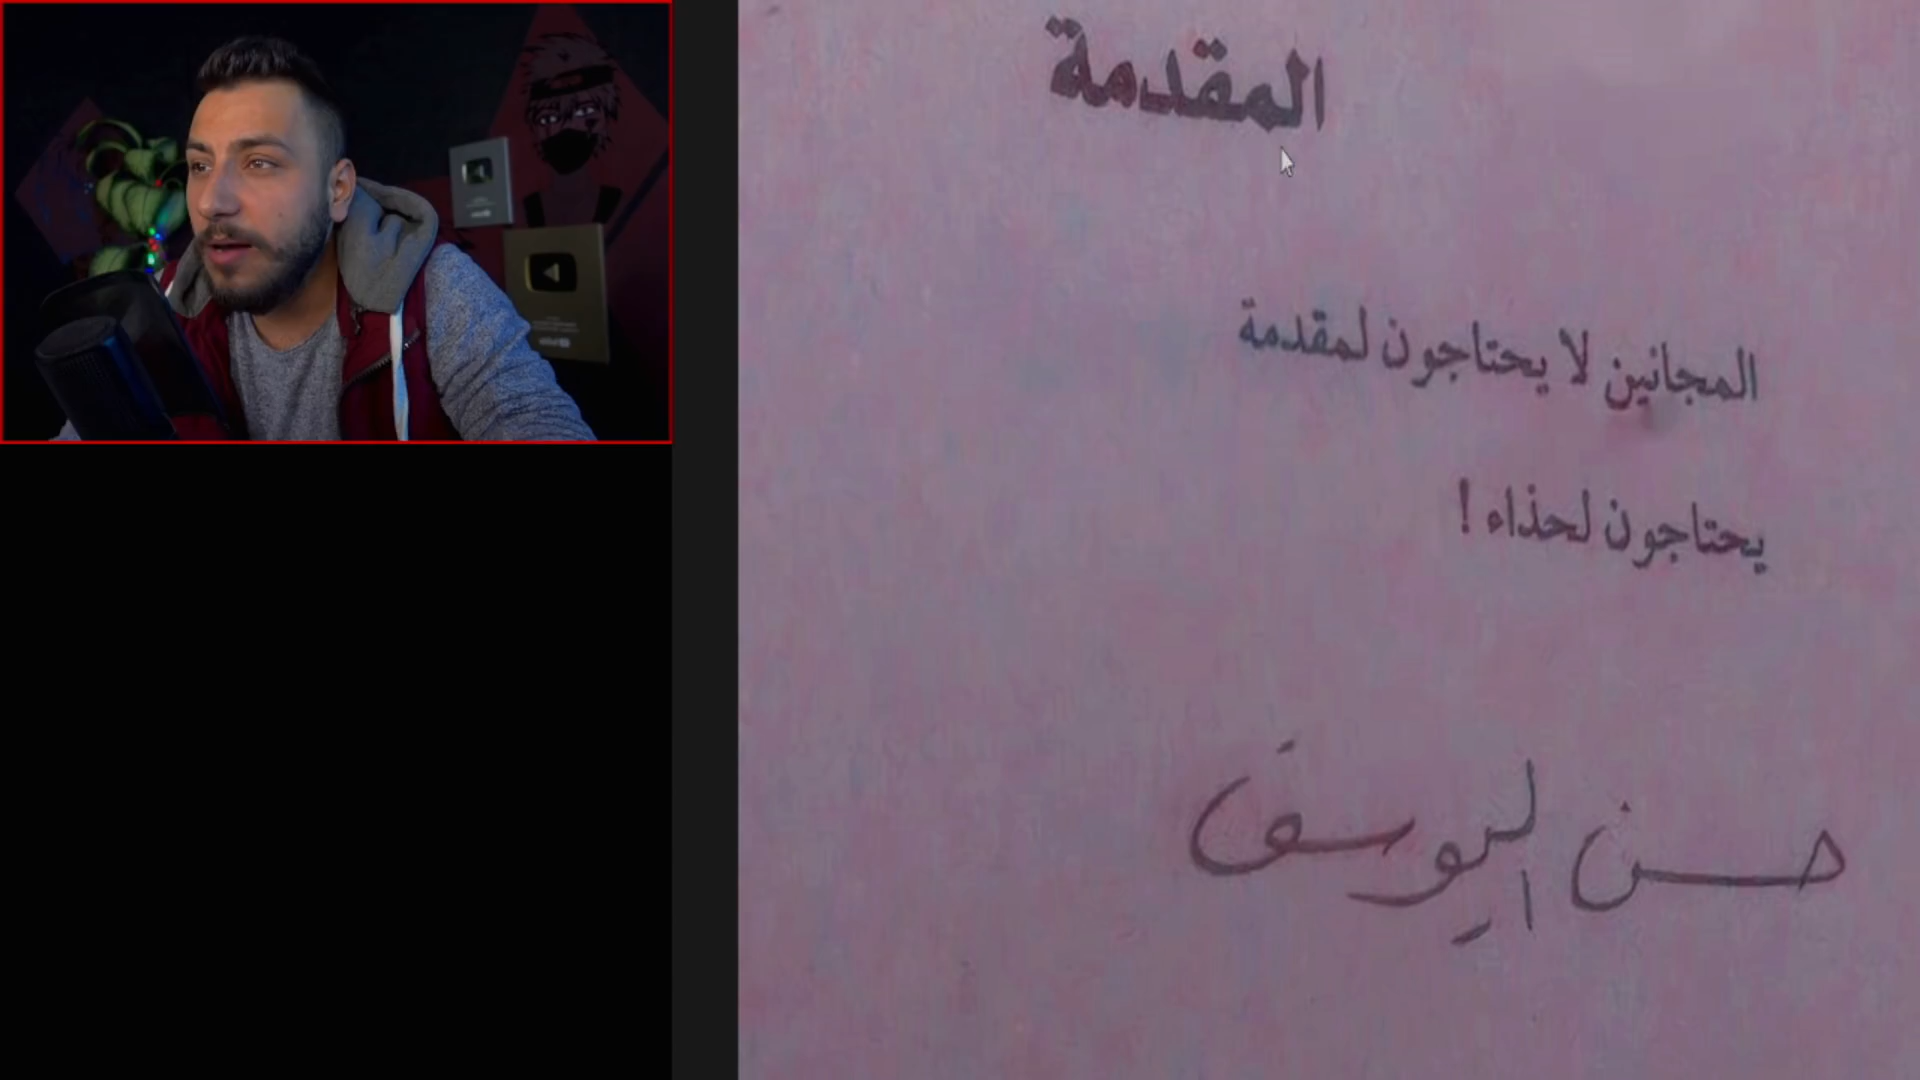 المقدمة
المجانين لا يحتاجون لمقدمة
يحتاجون لحذاء !
حسن اليوسف